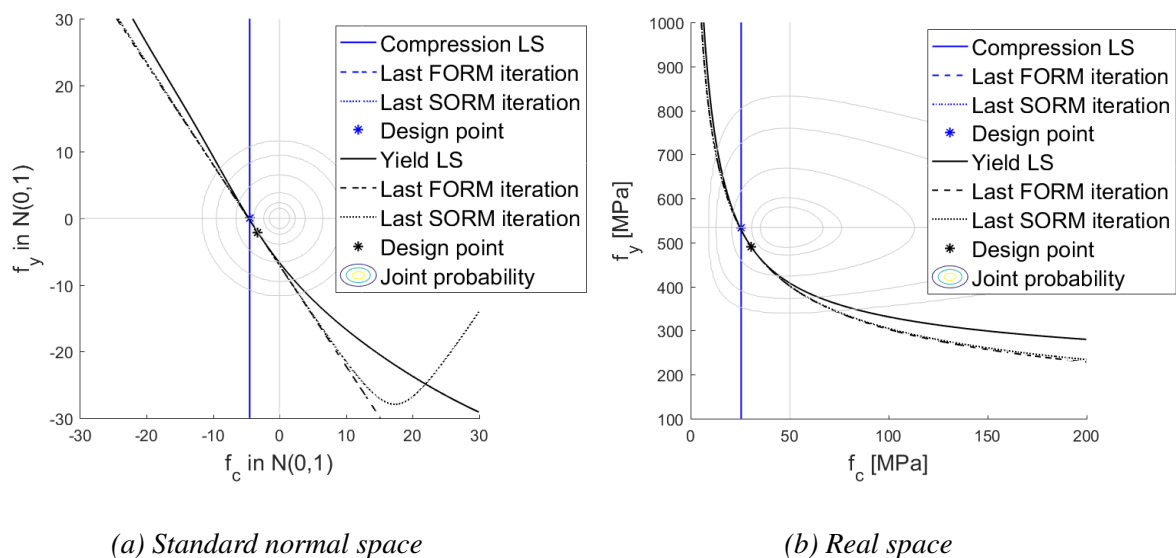 30
20
10
0
-10
-20
-30
-30
-20
-10
0
10
20
30
f_y in N(0,1)
f_c in N(0,1)
Compression LS
Last FORM iteration
Last SORM iteration
Design point
Yield LS
Last FORM iteration
Last SORM iteration
Design point
Joint probability
(a) Standard normal space
1000
900
800
700
600
500
400
300
200
100
0
50
100
150
200
f_y [MPa]
f_c [MPa]
Compression LS
Last FORM iteration
Last SORM iteration
Design point
Yield LS
Last FORM iteration
Last SORM iteration
Design point
Joint probability
(b) Real space